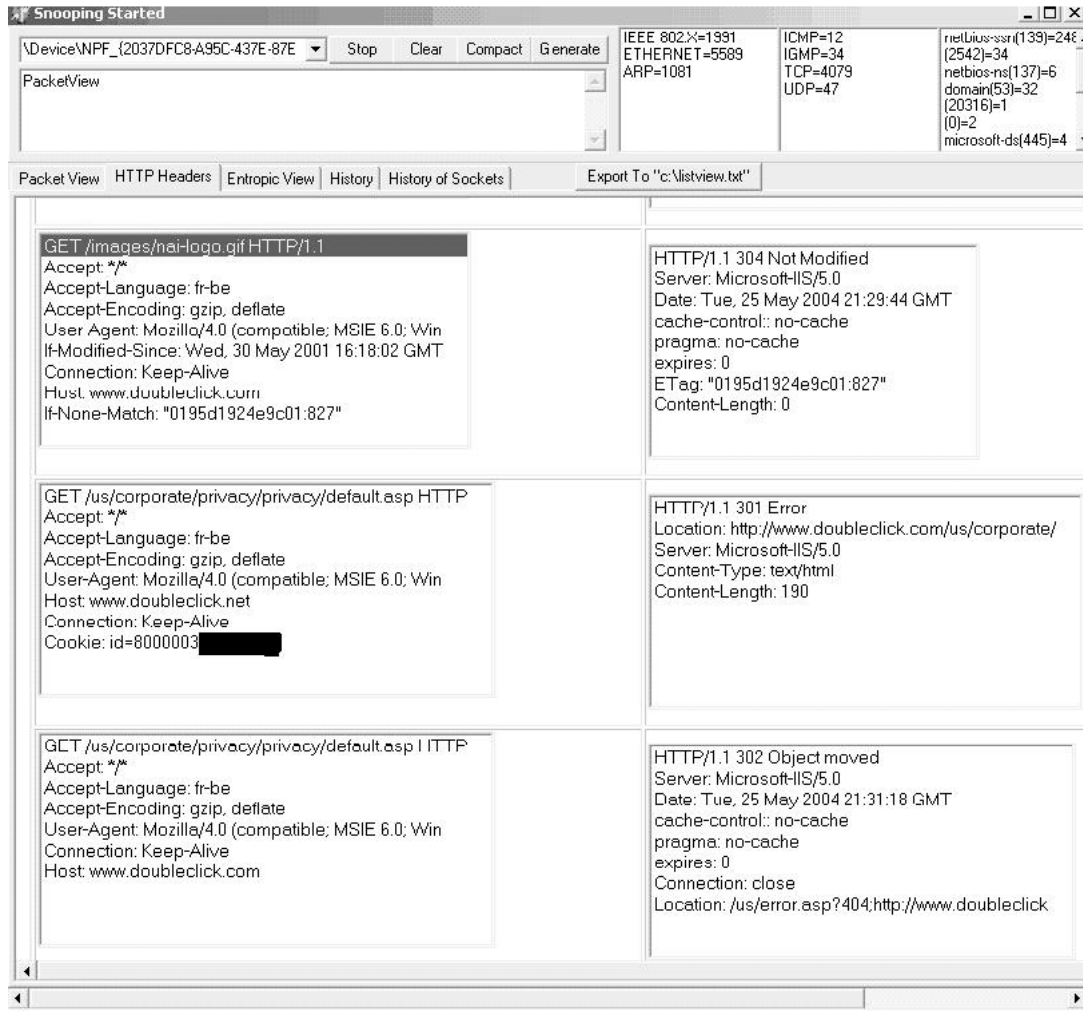 Snooping Started
\Device\NPF_{2037DFC8-A95C-437E-87E
Stop
Clear
Compact
Generate
PacketView
IEEE 802.X=1991
ETHERNET=5589
ARP=1081
ICMP=12
IGMP=34
TCP=4079
UDP=47
netbios-ssn(139)=248
(2542)=34
netbios-ns(137)=6
domain(53)=32
(20316)=1
(0)=2
microsoft-ds(445)=4
Packet View
HTTP Headers
Entropic View
History
History of Sockets
Export To "c:\listview.txt"
GET /images/nai-logo.gif HTTP/1.1
Accept: */*
Accept-Language: fr-be
Accept-Encoding: gzip, deflate
User Agent: Mozilla/4.0 (compatible; MSIE 6.0; Win
If-Modified-Since: Wed, 30 May 2001 16:18:02 GMT
Connection: Keep-Alive
Host: www.doubleclick.com
If-None-Match: "0195d1924e9c01:827"
HTTP/1.1 304 Not Modified
Server: Microsoft-IIS/5.0
Date: Tue, 25 May 2004 21:29:44 GMT
cache-control:: no-cache
pragma: no-cache
expires: 0
ETag: "0195d1924e9c01:827"
Content-Length: 0
GET /us/corporate/privacy/privacy/default.asp HTTP
Accept: */*
Accept-Language: fr-be
Accept-Encoding: gzip, deflate
User-Agent: Mozilla/4.0 (compatible; MSIE 6.0; Win
Host: www.doubleclick.net
Connection: Keep-Alive
Cookie: id=8000003
HTTP/1.1 301 Error
Location: http://www.doubleclick.com/us/corporate/
Server: Microsoft-IIS/5.0
Content-Type: text/html
Content-Length: 190
GET /us/corporate/privacy/privacy/default.asp HTTP
Accept: */*
Accept-Language: fr-be
Accept-Encoding: gzip, deflate
User-Agent: Mozilla/4.0 (compatible; MSIE 6.0; Win
Connection: Keep-Alive
Host: www.doubleclick.com
HTTP/1.1 302 Object moved
Server: Microsoft-IIS/5.0
Date: Tue, 25 May 2004 21:31:18 GMT
cache-control:: no-cache
pragma: no-cache
expires: 0
Connection: close
Location: /us/error.asp?404;http://www.doubleclick